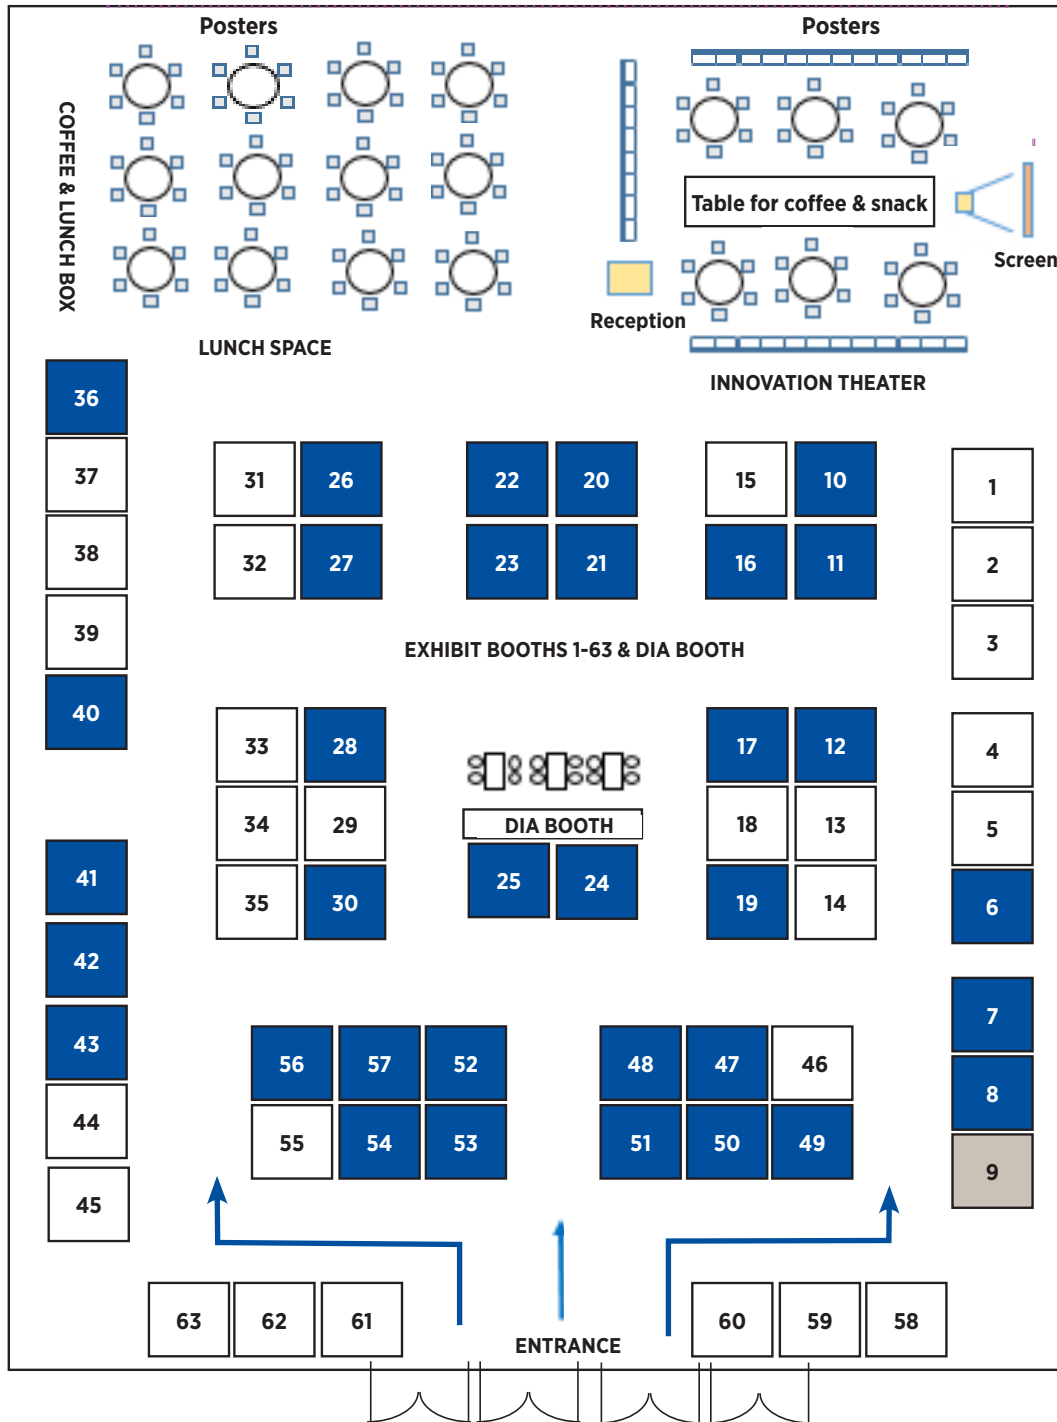 Posters
Posters
COFFEE & LUNCH BOX
Table for coffee & snack
Screen
Reception
LUNCH SPACE
INNOVATION THEATER
36
37
38
39
40
31 26
32 27
22 20
23 21
15 10
16 11
1
2
3
EXHIBIT BOOTHS 1-63 & DIA BOOTH
33 28
34 29
35 30
DIA BOOTH
25 24
17 12
18 13
19 14
4
5
6
41
42
43
44
45
56 57 52
55 54 53
48 47 46
51 50 49
7
8
9
63 62 61
ENTRANCE
60 59 58